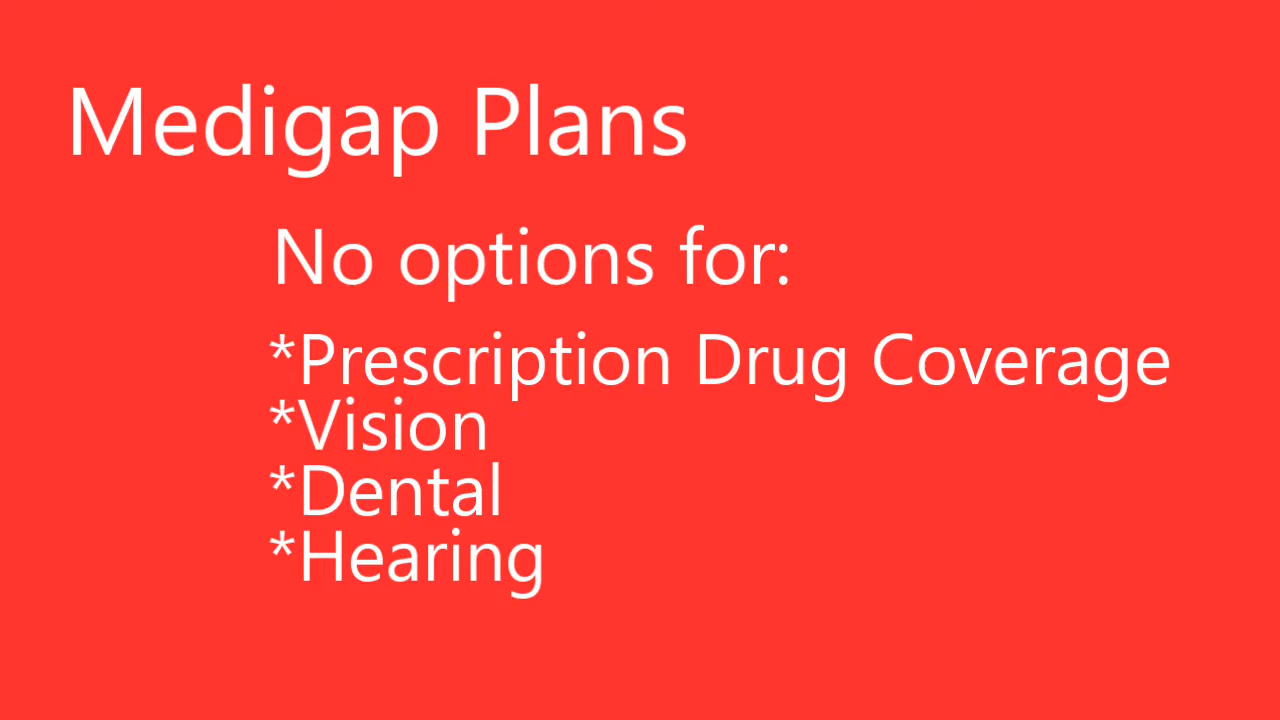 Medigap Plans
No options for:
*Prescription Drug Coverage
*Vision
*Dental
*Hearing